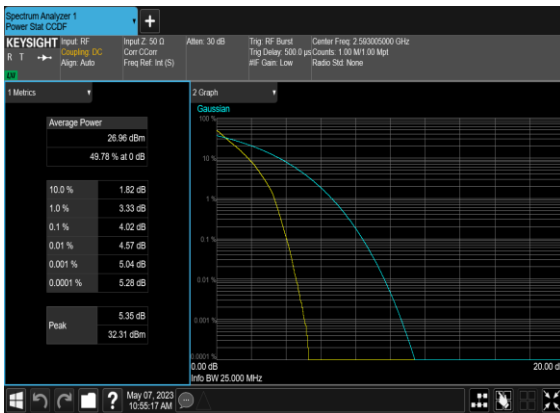 Spectrum Analyzer 1
Power Stat CCDF
+
KEYSIGHT
R T
LV
Input: RF
Coupling: DC
Align: Auto
Input Z: 50 Ω
Corr CCorr
Freq Ref: Int (S)
Atten: 30 dB
Trig: RF Burst
Trig Delay: 500.0 µs
#IF Gain: Low
Center Freq: 2.593005000 GHz
Counts: 1.00 M/1.00 Mpt
Radio Std: None
1 Metrics
Average Power
26.96 dBm
49.78 % at 0 dB
10.0 % 1.82 dB
1.0 % 3.33 dB
0.1 % 4.02 dB
0.01 % 4.57 dB
0.001 % 5.04 dB
0.0001 % 5.28 dB
Peak
5.35 dB
32.31 dBm
2 Graph
Gaussian
100 %
10 %
1 %
0.1 %
0.01 %
0.001 %
0.0001 %
0.00 dB
20.00 d
Info BW 25.000 MHz
?
May 07, 2023
10:55:17 AM